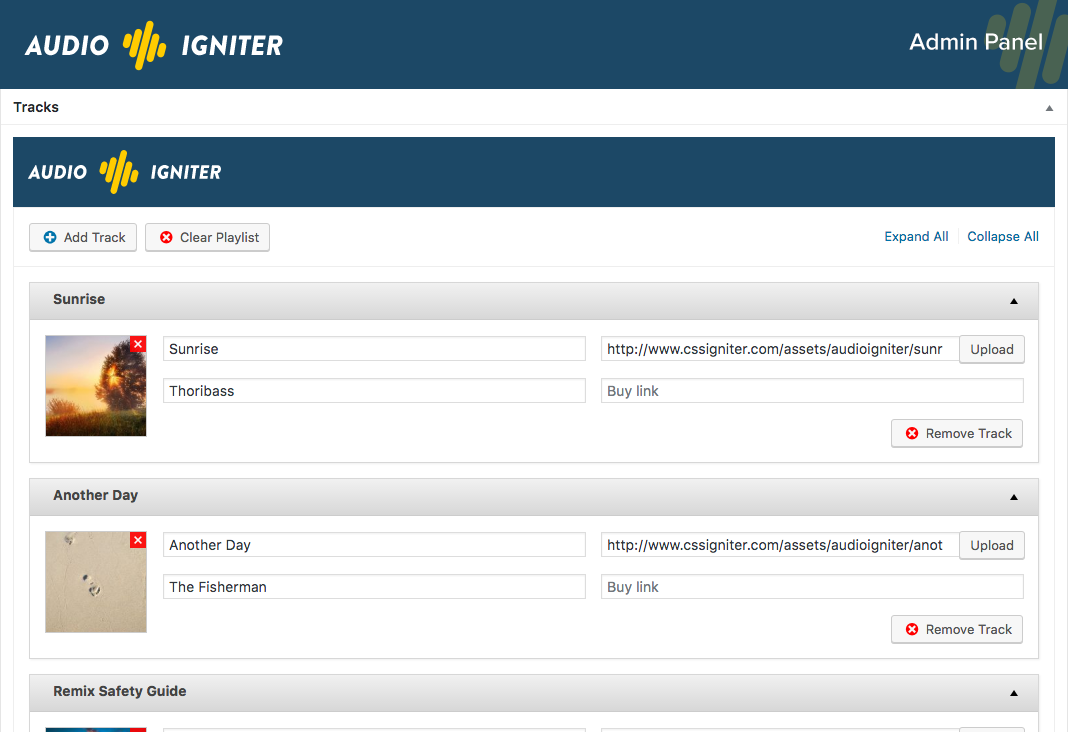 AUDIO IGNITER
Admin Panel
Tracks
AUDIO IGNITER
Add Track Clear Playlist Expand All Collapse All
Sunrise
Sunrise http://www.cssigniter.com/assets/audioigniter/sunr Upload
Thoribass Buy link
Remove Track
Another Day
Another Day http://www.cssigniter.com/assets/audioigniter/anot Upload
The Fisherman Buy link
Remove Track
Remix Safety Guide